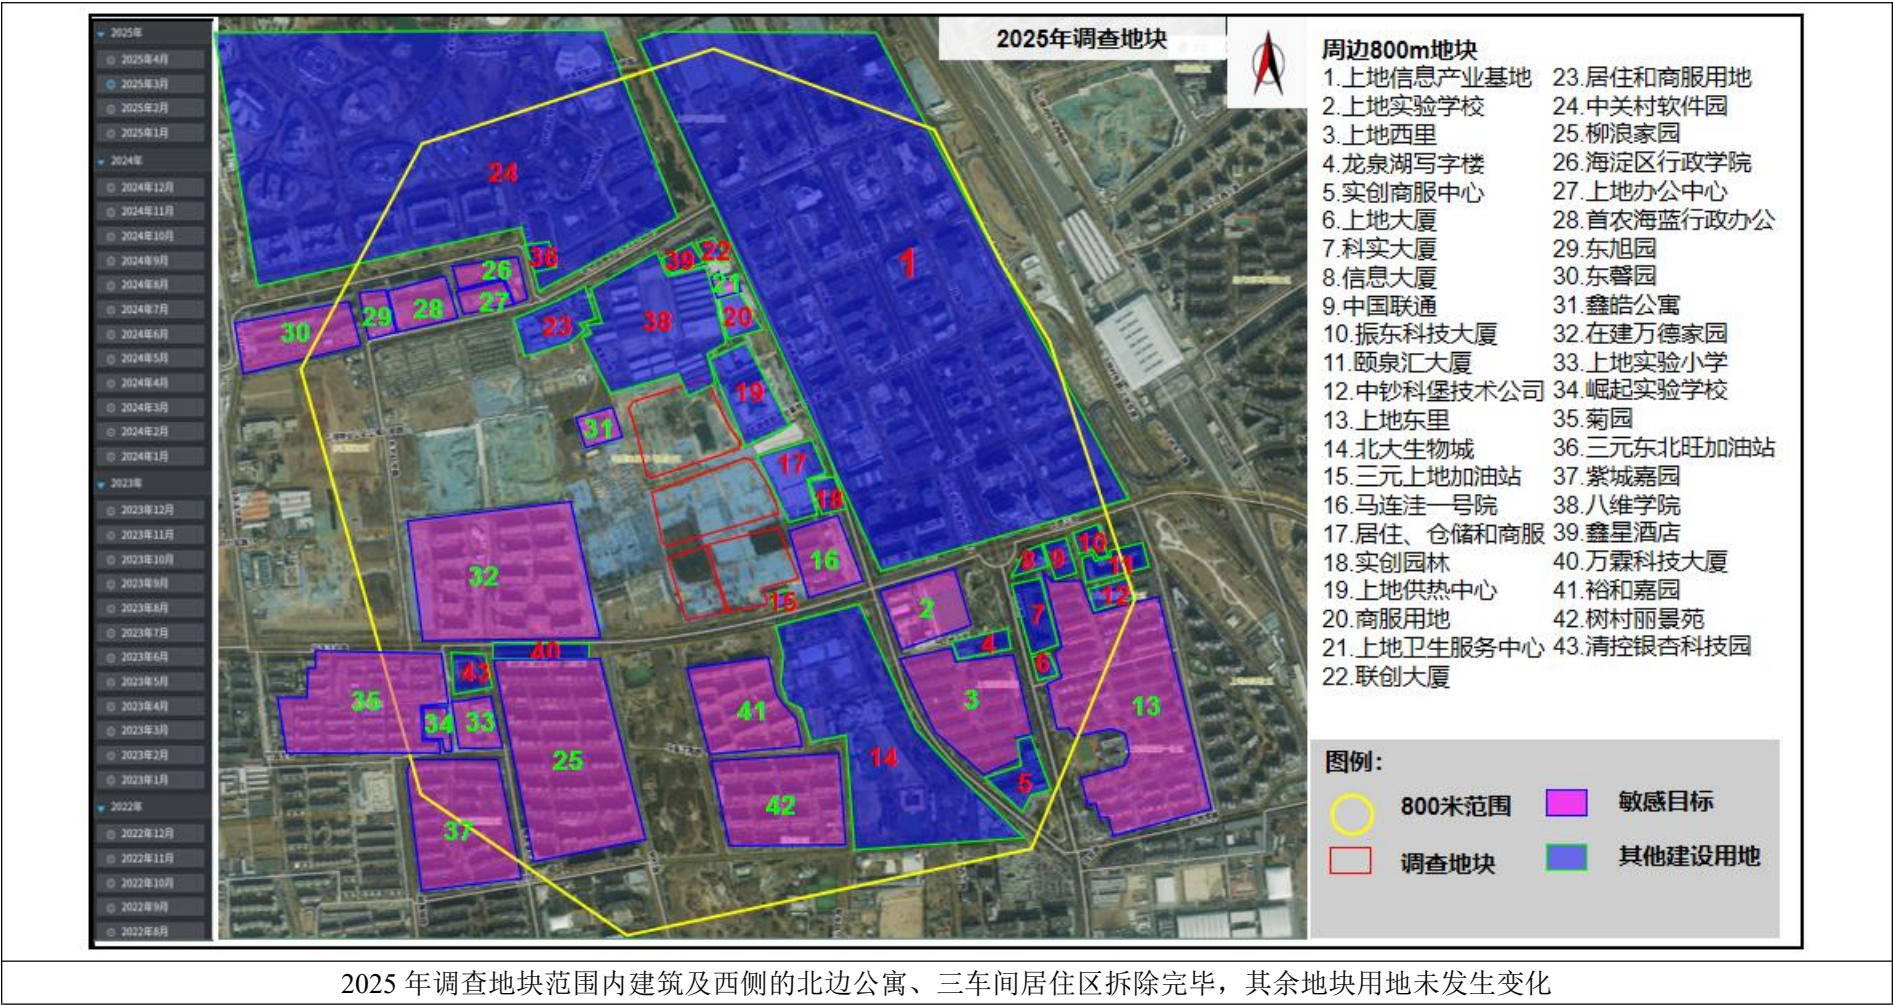 2025年
2025年4月
2025年3月
2025年2月
2025年1月
2024年
2024年12月
2024年11月
2024年10月
2024年9月
2024年8月
2024年7月
2024年6月
2024年5月
2024年4月
2024年3月
2024年2月
2024年1月
2023年
2023年12月
2023年11月
2023年10月
2023年9月
2023年8月
2023年7月
2023年6月
2023年5月
2023年4月
2023年3月
2023年2月
2023年1月
2022年
2022年12月
2022年11月
2022年10月
2022年9月
2022年8月
2025年调查地块
24
1
36
39
22
26
21
27
28
29
30
20
23
38
19
31
17
18
16
32
15
8
9
10
11
12
2
7
4
6
40
43
35
34
33
41
3
13
25
14
5
42
37
周边800m地块
1.上地信息产业基地
2.上地实验学校
3.上地西里
4.龙泉湖写字楼
5.实创商服中心
6.上地大厦
7.科实大厦
8.信息大厦
9.中国联通
10.振东科技大厦
11.颐泉汇大厦
12.中钞科堡技术公司
13.上地东里
14.北大生物城
15.三元上地加油站
16.马连洼一号院
17.居住、仓储和商服
18.实创园林
19.上地供热中心
20.商服用地
21.上地卫生服务中心
22.联创大厦
23.居住和商服用地
24.中关村软件园
25.柳浪家园
26.海淀区行政学院
27.上地办公中心
28.首农海蓝行政办公
29.东旭园
30.东馨园
31.鑫皓公寓
32.在建万德家园
33.上地实验小学
34.崛起实验学校
35.菊园
36.三元东北旺加油站
37.紫城嘉园
38.八维学院
39.鑫星酒店
40.万霖科技大厦
41.裕和嘉园
42.树村丽景苑
43.清控银杏科技园
图例：
800米范围
敏感目标
调查地块
其他建设用地
2025 年调查地块范围内建筑及西侧的北边公寓、三车间居住区拆除完毕，其余地块用地未发生变化